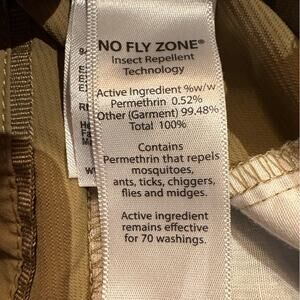 NO FLY ZONE®
Insect Repellent
Technology
Active Ingredient %w/w
Permethrin 0.52%
Other (Garment) 99.48%
Total 100%
Contains
Permethrin that repels
mosquitoes,
ants, ticks, chiggers,
flies and midges.
Active ingredient
remains effective
for 70 washings.